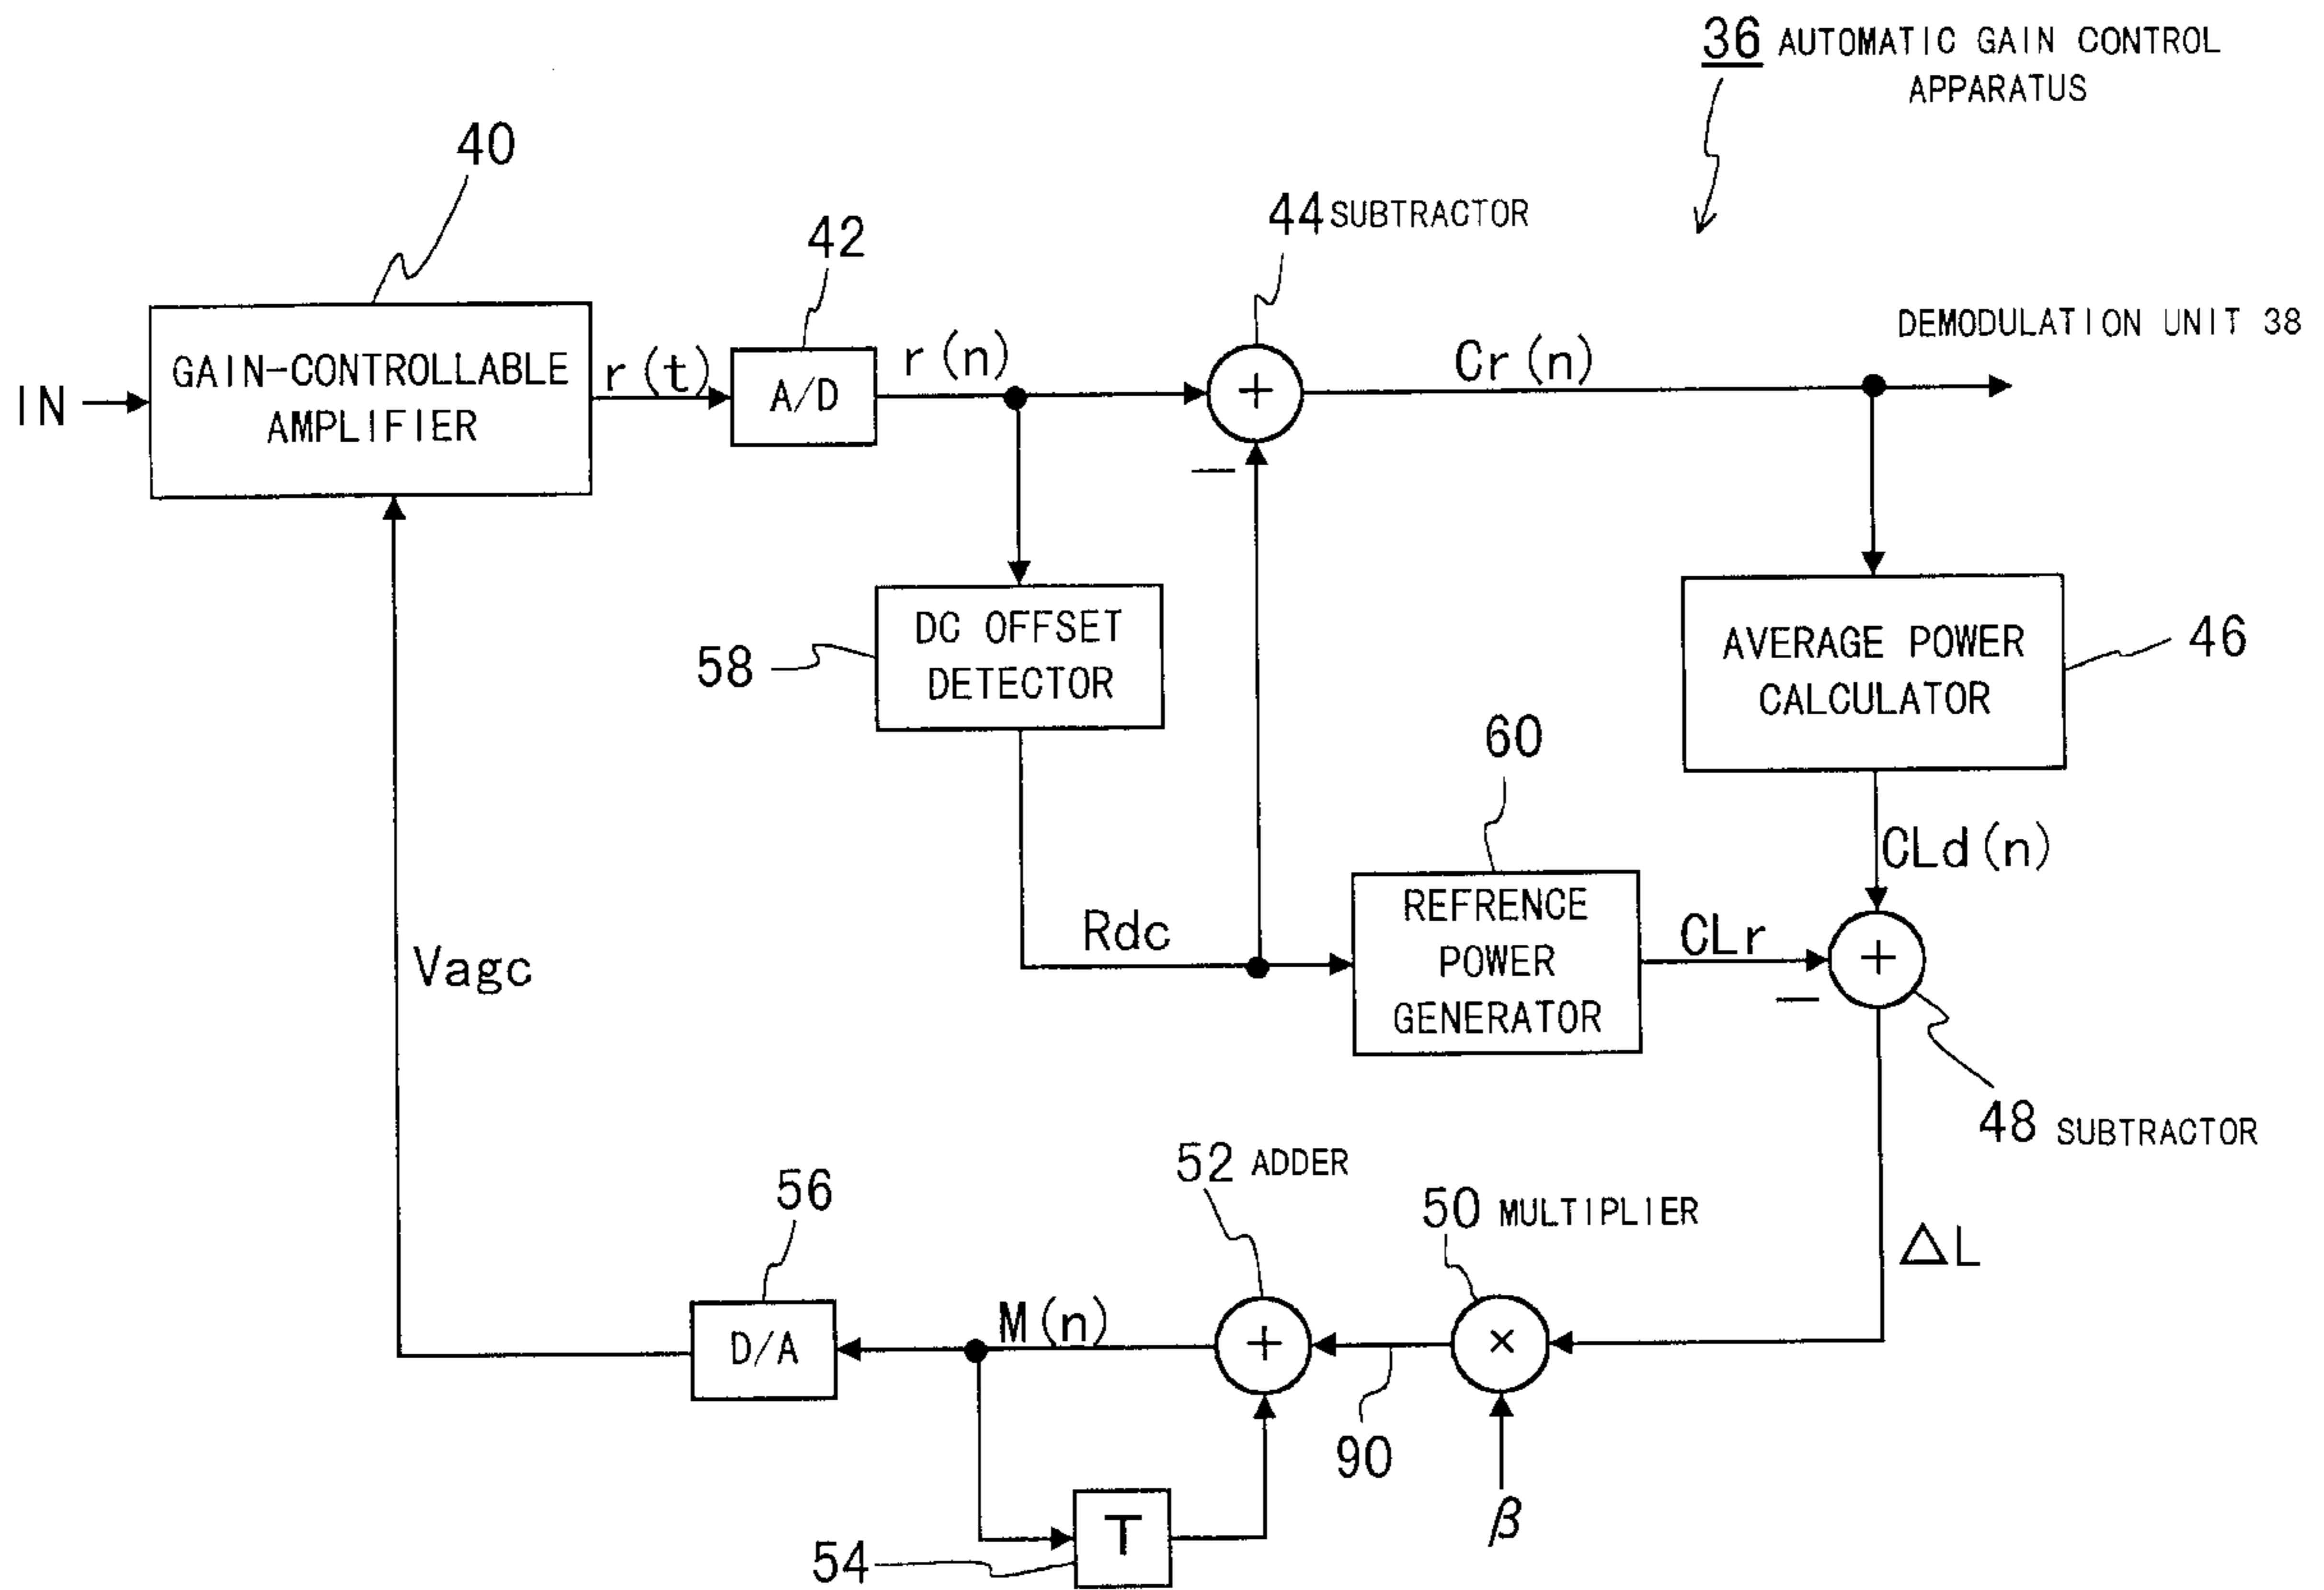 36 AUTOMATIC GAIN CONTROL
APPARATUS
40
42
44 SUBTRACTOR
DEMODULATION UNIT 38
IN
GAIN-CONTROLLABLE
AMPLIFIER
r(t)
A/D
r(n)
+
Cr(n)
−
58
DC OFFSET
DETECTOR
AVERAGE POWER
CALCULATOR
46
60
CLd(n)
Rdc
REFRENCE
POWER
GENERATOR
CLr
+
−
Vagc
48 SUBTRACTOR
52 ADDER
56
50 MULTIPLIER
△L
D/A
M(n)
+
×
90
β
T
54